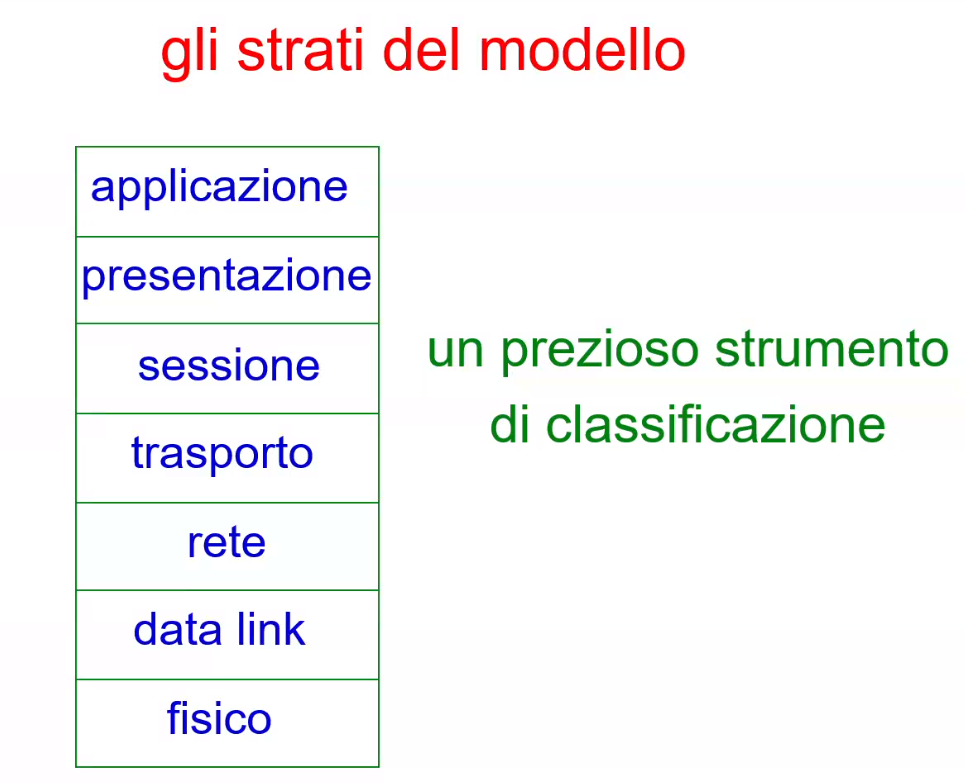 gli strati del modello
applicazione
presentazione
sessione
trasporto
rete
data link
fisico
un prezioso strumento
di classificazione